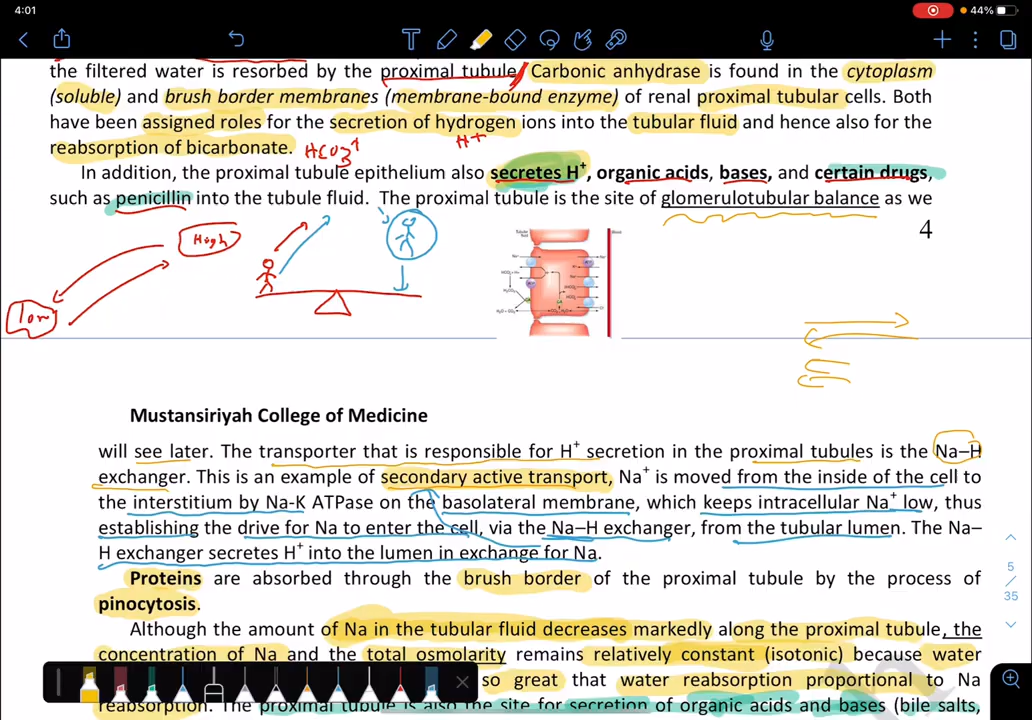 4:01
44%
the filtered water is resorbed by the proximal tubule. Carbonic anhydrase is found in the cytoplasm
(soluble) and brush border membranes (membrane-bound enzyme) of renal proximal tubular cells. Both
have been assigned roles for the secretion of hydrogen ions into the tubular fluid and hence also for the
H+
reabsorption of bicarbonate. HCO3
In addition, the proximal tubule epithelium also secretes H+, organic acids, bases, and certain drugs,
such as penicillin into the tubule fluid. The proximal tubule is the site of glomerulotubular balance as we
4
High
low
Blood
Mustansiriyah College of Medicine
will see later. The transporter that is responsible for H+ secretion in the proximal tubules is the Na–H
exchanger. This is an example of secondary active transport, Na+ is moved from the inside of the cell to
the interstitium by Na-K ATPase on the basolateral membrane, which keeps intracellular Na+ low, thus
establishing the drive for Na to enter the cell, via the Na–H exchanger, from the tubular lumen. The Na–
H exchanger secretes H+ into the lumen in exchange for Na.
5
/
35
Proteins are absorbed through the brush border of the proximal tubule by the process of
pinocytosis.
Although the amount of Na in the tubular fluid decreases markedly along the proximal tubule, the
concentration of Na and the total osmolarity remains relatively constant (isotonic) because water
so great that water reabsorption proportional to Na
reabsorption. The proximal tubule is also the site for secretion of organic acids and bases (bile salts,